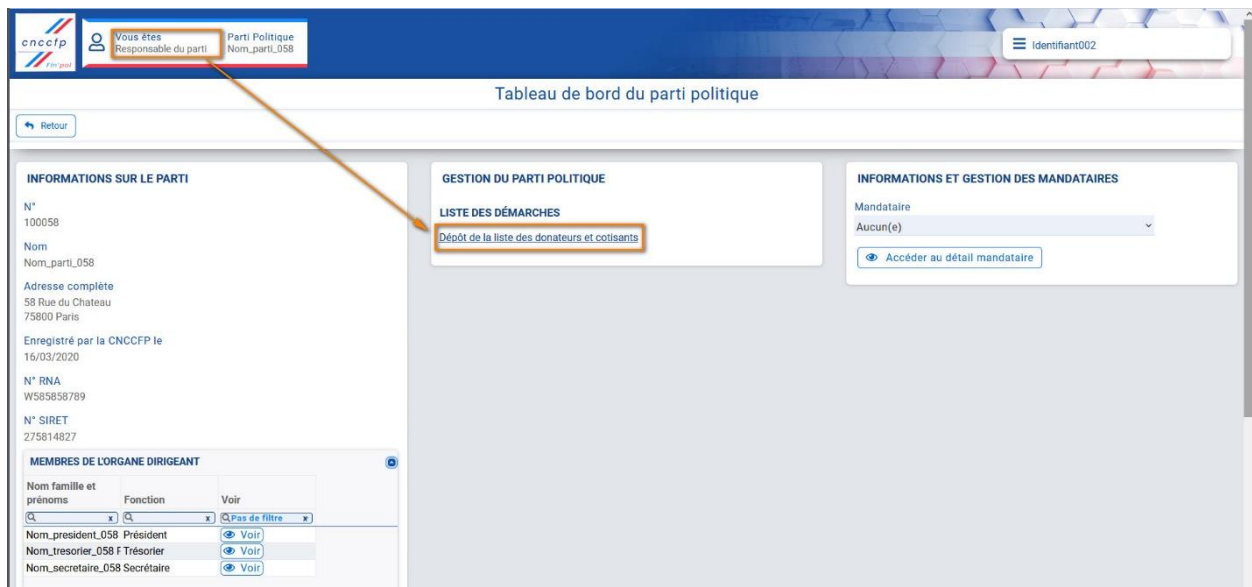 cnccfp
Fin'pol
Vous êtes
Responsable du parti
Parti Politique
Nom_parti_058
Identifiant002
Tableau de bord du parti politique
Retour
INFORMATIONS SUR LE PARTI
N°
100058
Nom
Nom_parti_058
Adresse complète
58 Rue du Chateau
75800 Paris
Enregistré par la CNCCFP le
16/03/2020
N° RNA
W585858789
N° SIRET
275814827
MEMBRES DE L'ORGANE DIRIGEANT
Nom famille et
prénoms Fonction Voir
x x Pas de filtre x
Nom_president_058 Président Voir
Nom_tresorier_058 F Trésorier Voir
Nom_secretaire_058 Secrétaire Voir
GESTION DU PARTI POLITIQUE
LISTE DES DÉMARCHES
Dépôt de la liste des donateurs et cotisants
INFORMATIONS ET GESTION DES MANDATAIRES
Mandataire
Aucun(e)
Accéder au détail mandataire